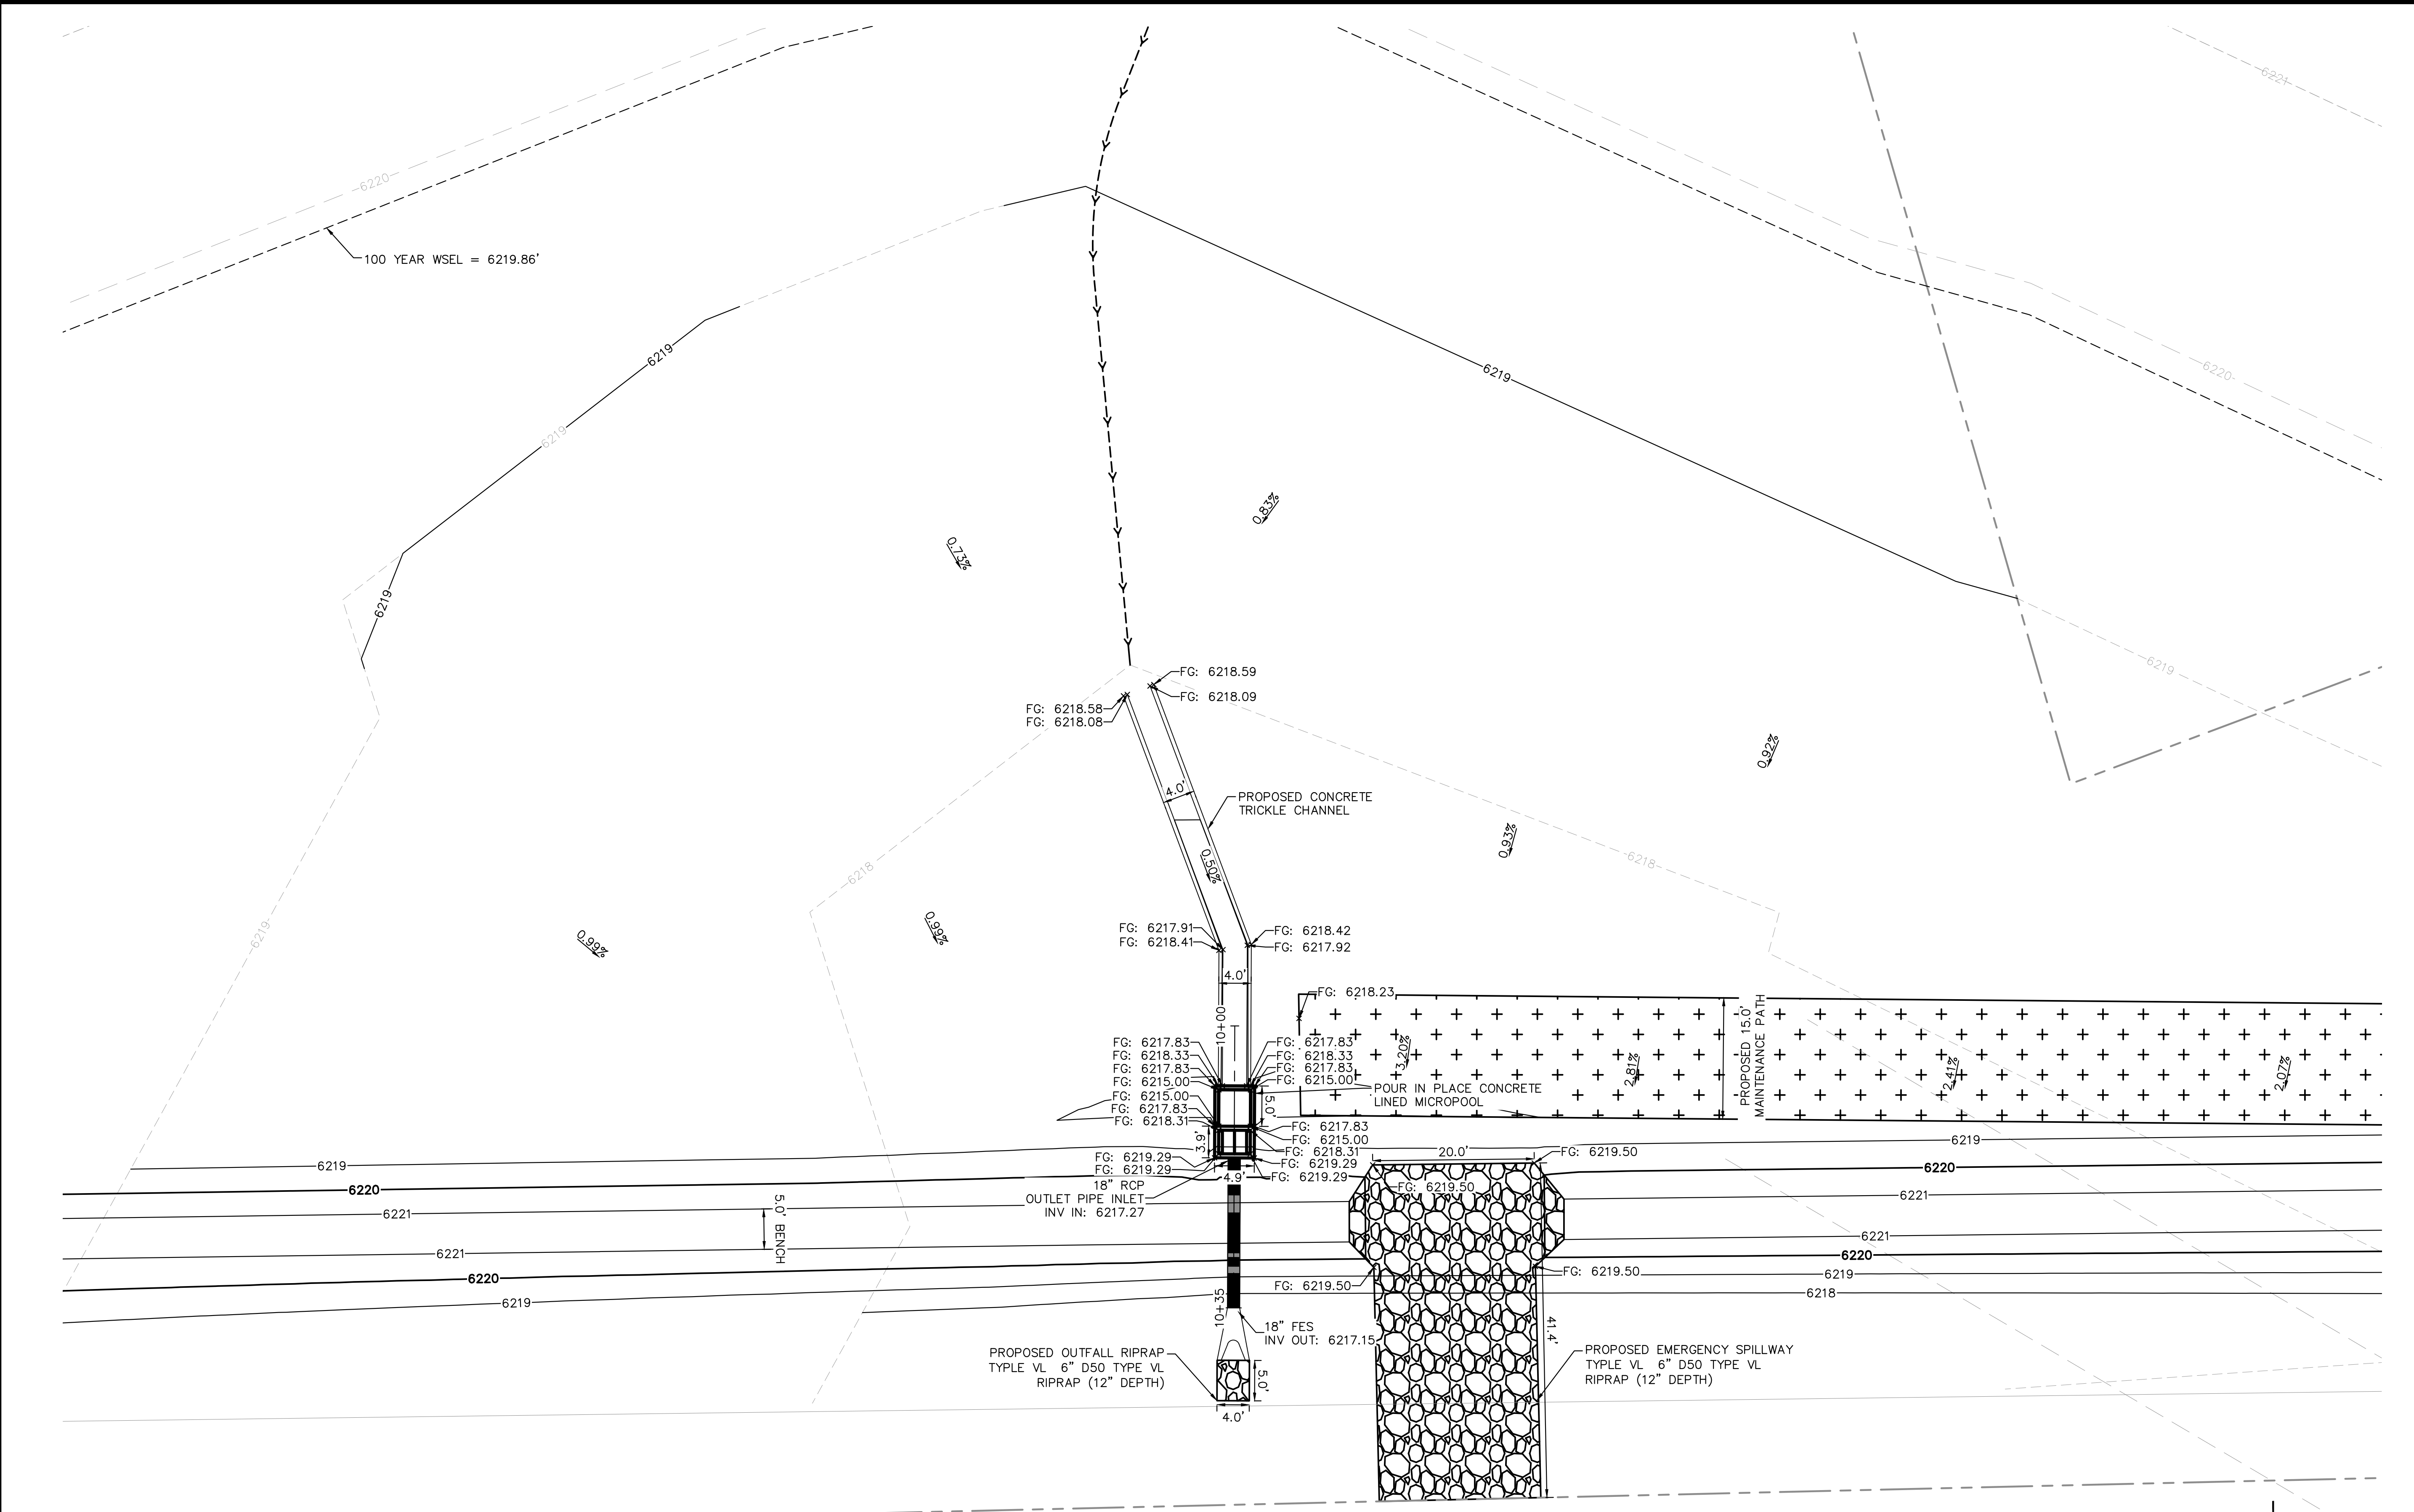 6221
6220
100 YEAR WSEL = 6219.86'
6219
6219
6220
6219
6219
0.83%
0.73%
6219
FG: 6218.59
FG: 6218.09
FG: 6218.58
FG: 6218.08
0.92%
4.0'
PROPOSED CONCRETE
TRICKLE CHANNEL
0.50%
0.93%
6218
6218
6219
0.99%
0.99%
FG: 6217.91
FG: 6218.41
FG: 6218.42
FG: 6217.92
4.0'
FG: 6218.23
10+00
FG: 6217.83
FG: 6218.33
FG: 6217.83
FG: 6215.00
FG: 6215.00
FG: 6217.83
FG: 6218.31
FG: 6217.83
FG: 6218.33
FG: 6217.83
FG: 6215.00
POUR IN PLACE CONCRETE
LINED MICROPOOL
3.20%
2.81%
PROPOSED 15.0'
MAINTENANCE PATH
2.41%
2.07%
5.0'
3.9'
FG: 6217.83
FG: 6215.00
FG: 6218.31
FG: 6219.29
FG: 6219.29
FG: 6219.29
FG: 6219.29
4.9'
20.0'
FG: 6219.50
FG: 6219.50
6219
6219
6220
6220
18" RCP
OUTLET PIPE INLET
INV IN: 6217.27
6221
6221
5.0' BENCH
6221
6221
6220
6220
FG: 6219.50
FG: 6219.50
6219
6219
6218
10+35
18" FES
INV OUT: 6217.15
41.4'
PROPOSED OUTFALL RIPRAP
TYPLE VL 6" D50 TYPE VL
RIPRAP (12" DEPTH)
5.0'
4.0'
PROPOSED EMERGENCY SPILLWAY
TYPLE VL 6" D50 TYPE VL
RIPRAP (12" DEPTH)
6219